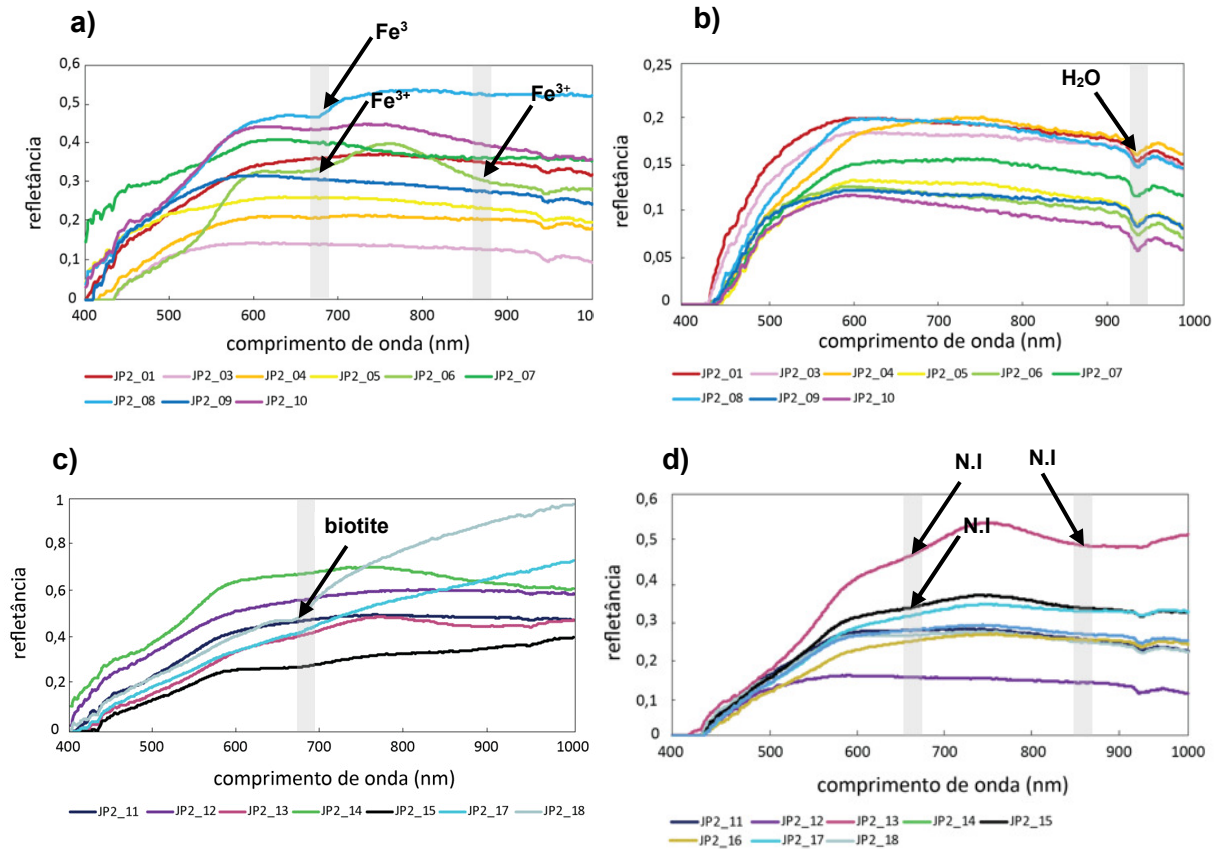 a)
Fe³
Fe³⁺
Fe³⁺
0,6
0,5
0,4
0,3
0,2
0,1
0
refletância
400 500 600 700 800 900 100
comprimento de onda (nm)
JP2_01 JP2_03 JP2_04 JP2_05 JP2_06 JP2_07
JP2_08 JP2_09 JP2_10
b)
H₂O
0,25
0,20
0,15
0,10
0,05
0
refletância
400 500 600 700 800 900 1000
comprimento de onda (nm)
JP2_01 JP2_03 JP2_04 JP2_05 JP2_06 JP2_07
JP2_08 JP2_09 JP2_10
c)
biotite
1
0,8
0,6
0,4
0,2
0
refletância
400 500 600 700 800 900 1000
comprimento de onda (nm)
JP2_11 JP2_12 JP2_13 JP2_14 JP2_15 JP2_17 JP2_18
d)
N.I N.I
N.I
0,6
0,5
0,4
0,3
0,2
0,1
0
refletância
400 500 600 700 800 900 1000
comprimento de onda (nm)
JP2_11 JP2_12 JP2_13 JP2_14 JP2_15
JP2_16 JP2_17 JP2_18